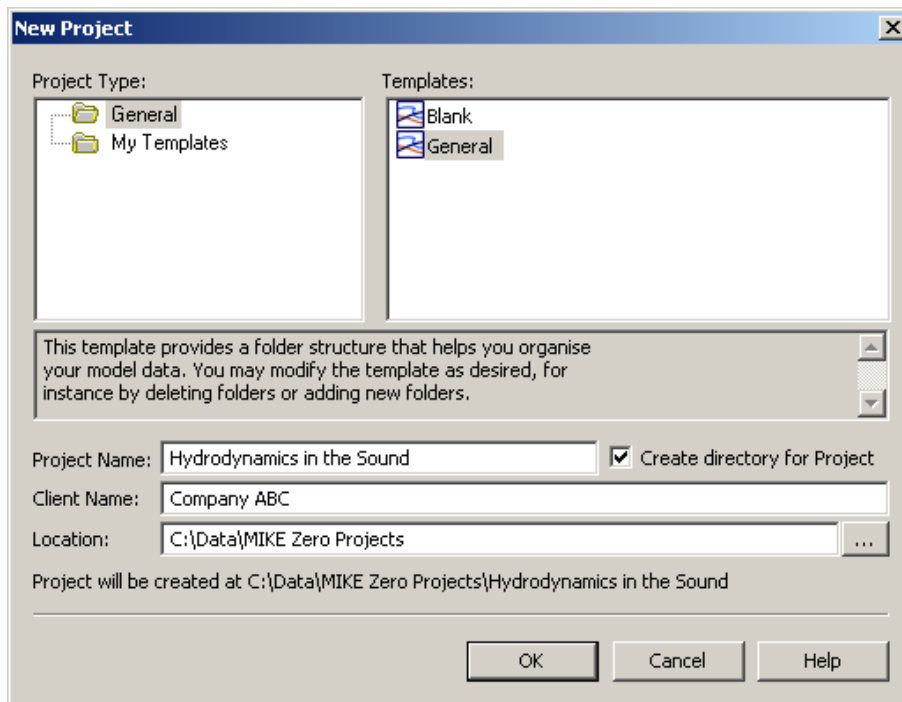 New Project
Project Type:
General
My Templates
Templates:
Blank
General
This template provides a folder structure that helps you organise
your model data. You may modify the template as desired, for
instance by deleting folders or adding new folders.
Project Name: Hydrodynamics in the Sound Create directory for Project
Client Name: Company ABC
Location: C:\Data\MIKE Zero Projects ...
Project will be created at C:\Data\MIKE Zero Projects\Hydrodynamics in the Sound
OK Cancel Help